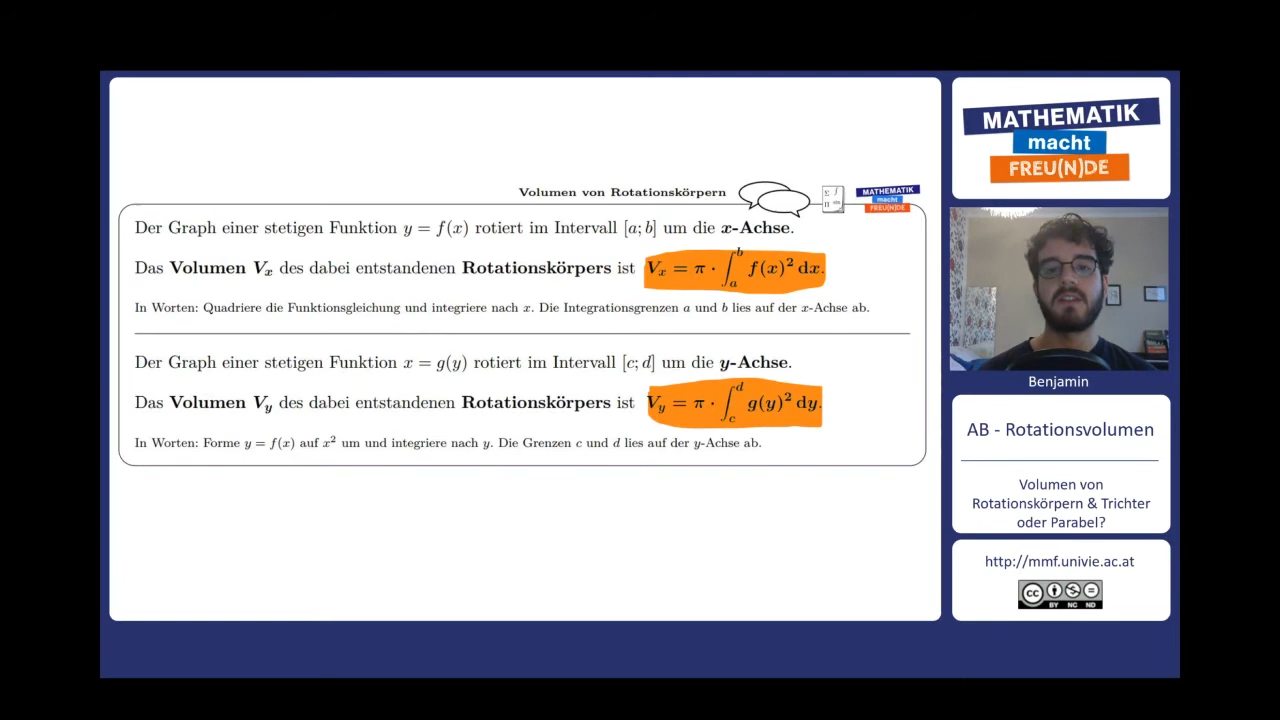 Volumen von Rotationskörpern
MATHEMATIK
macht
FREU(N)DE
Der Graph einer stetigen Funktion y = f(x) rotiert im Intervall [a; b] um die x-Achse.
Das Volumen Vₓ des dabei entstandenen Rotationskörpers ist Vₓ = π · ∫ₐᵇ f(x)² dx.
In Worten: Quadriere die Funktionsgleichung und integriere nach x. Die Integrationsgrenzen a und b lies auf der x-Achse ab.
Der Graph einer stetigen Funktion x = g(y) rotiert im Intervall [c; d] um die y-Achse.
Das Volumen V_y des dabei entstandenen Rotationskörpers ist V_y = π · ∫_c^d g(y)² dy.
In Worten: Forme y = f(x) auf x² um und integriere nach y. Die Grenzen c und d lies auf der y-Achse ab.
MATHEMATIK
macht
FREU(N)DE
Benjamin
AB - Rotationsvolumen
Volumen von
Rotationskörpern & Trichter
oder Parabel?
http://mmf.univie.ac.at
CC BY NC ND